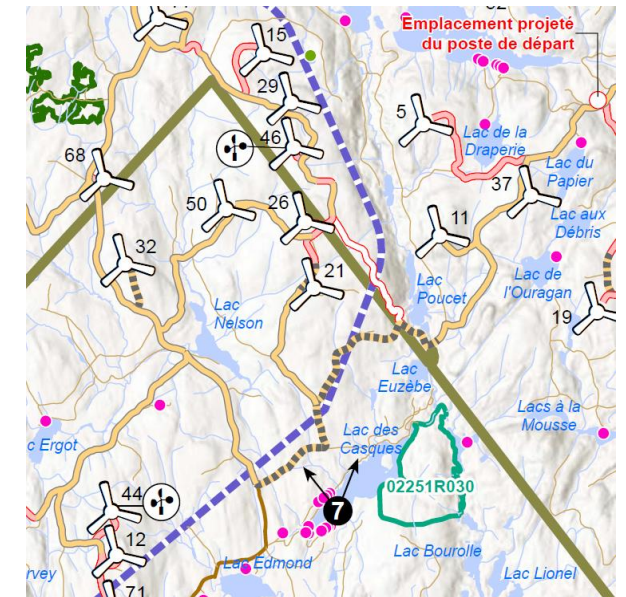 Emplacement projeté
du poste de départ
15
29
46
5
Lac de la
Draperie
Lac du
Papier
68
37
50
26
11
Lac aux
Débris
32
21
Lac
Poucet
Lac de
l'Ouragan
Lac
Nelson
19
Lac
Euzèbe
Lac des
Casques
Lacs à la
Mousse
c Ergot
02251R030
44
7
12
Lac Bourolle
Lac Edmond
Lac Lionel
rvey
71